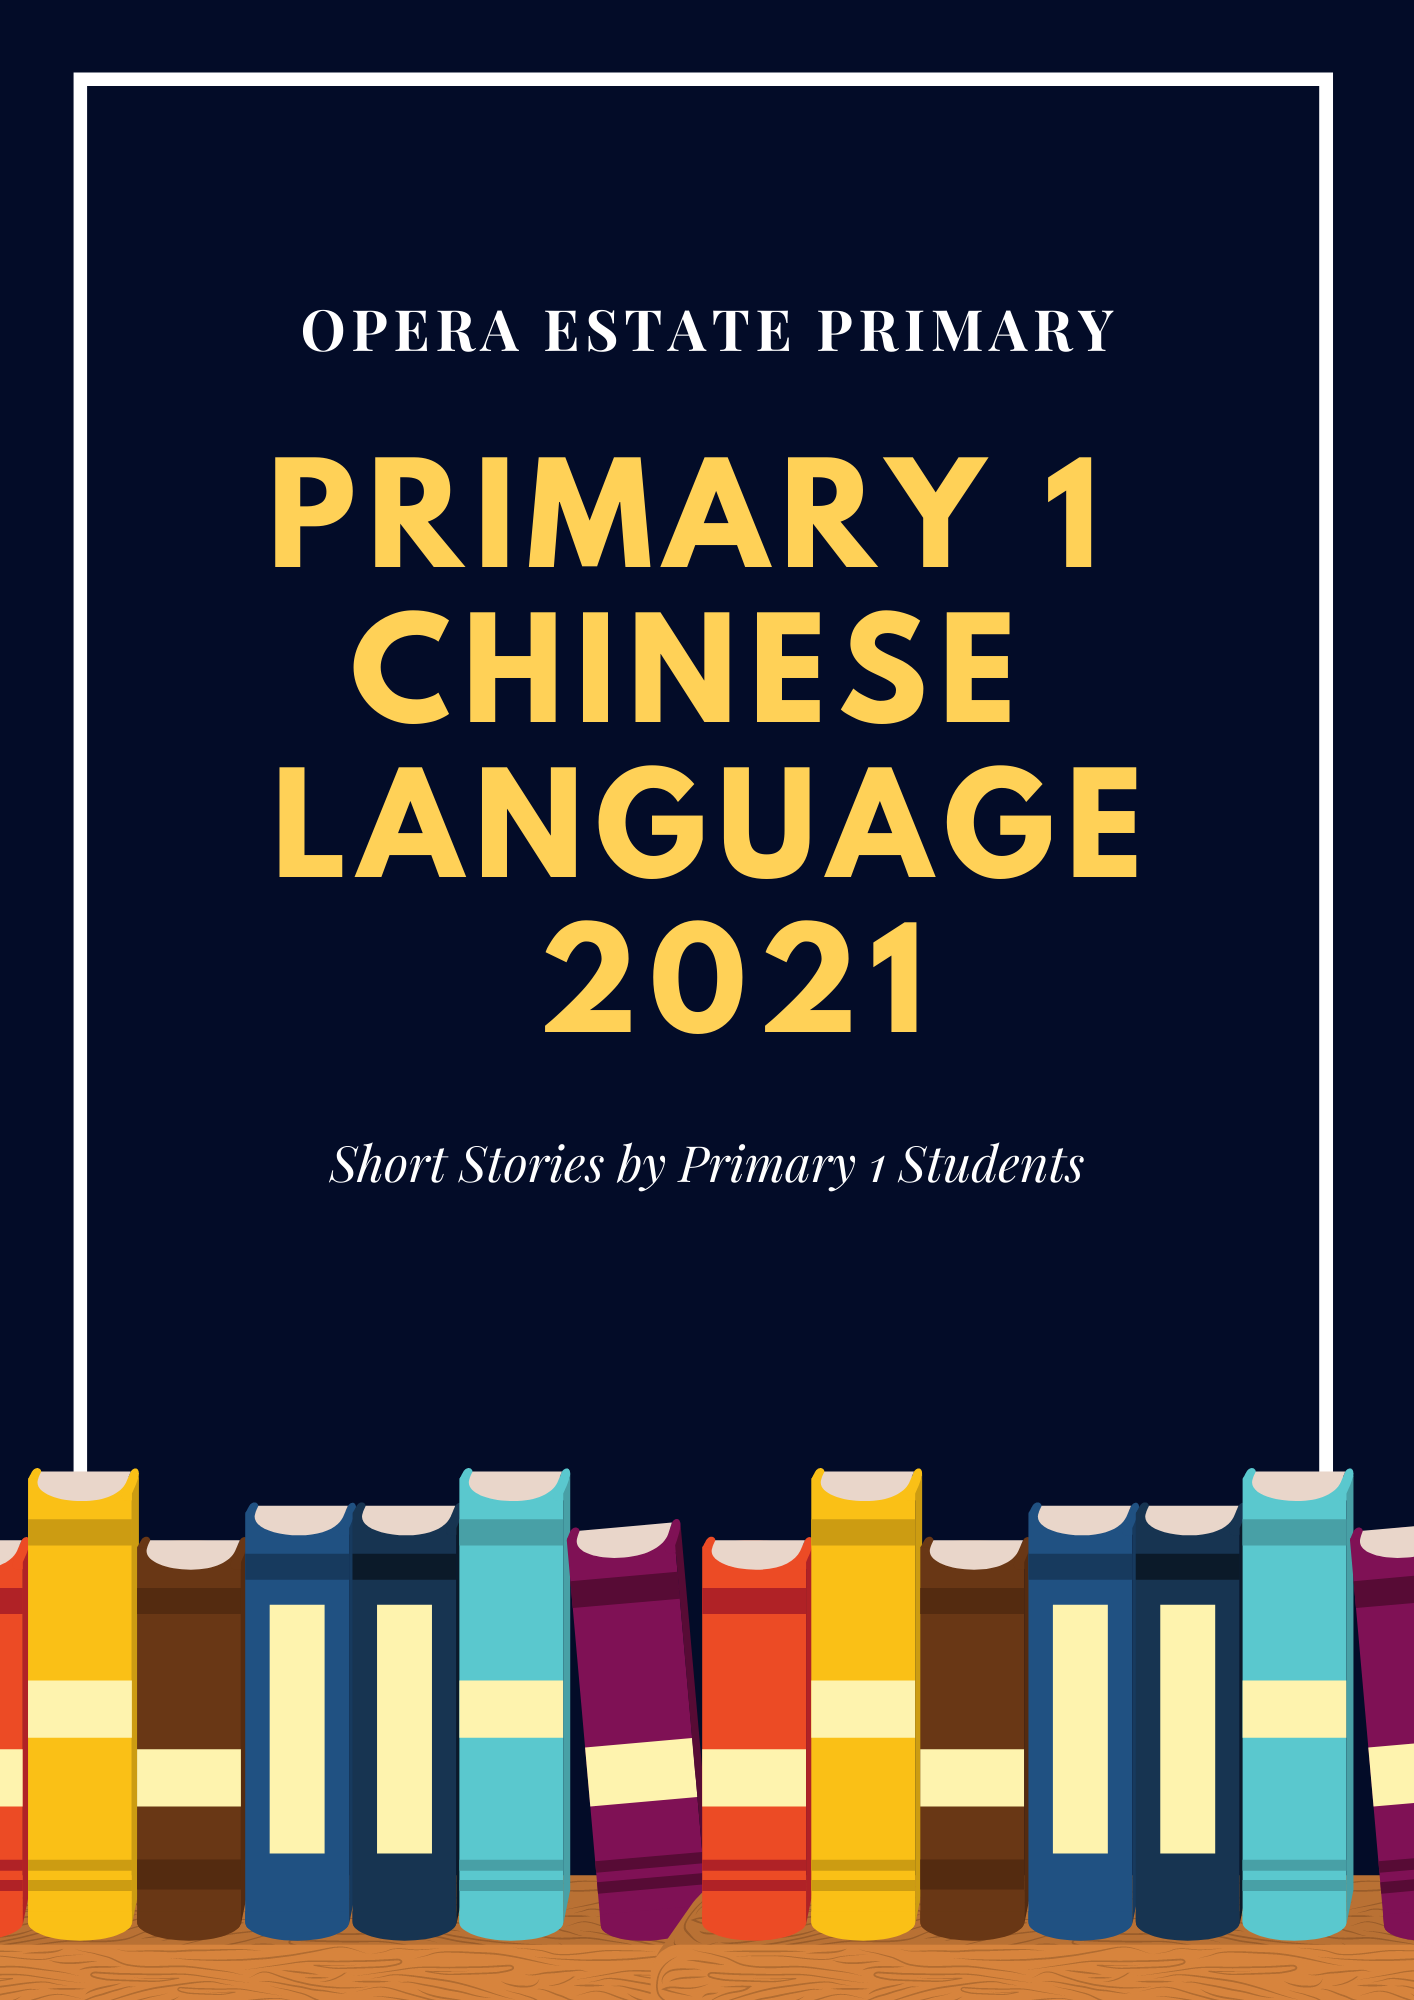 OPERA ESTATE PRIMARY
PRIMARY 1
CHINESE
LANGUAGE
2021
Short Stories by Primary 1 Students